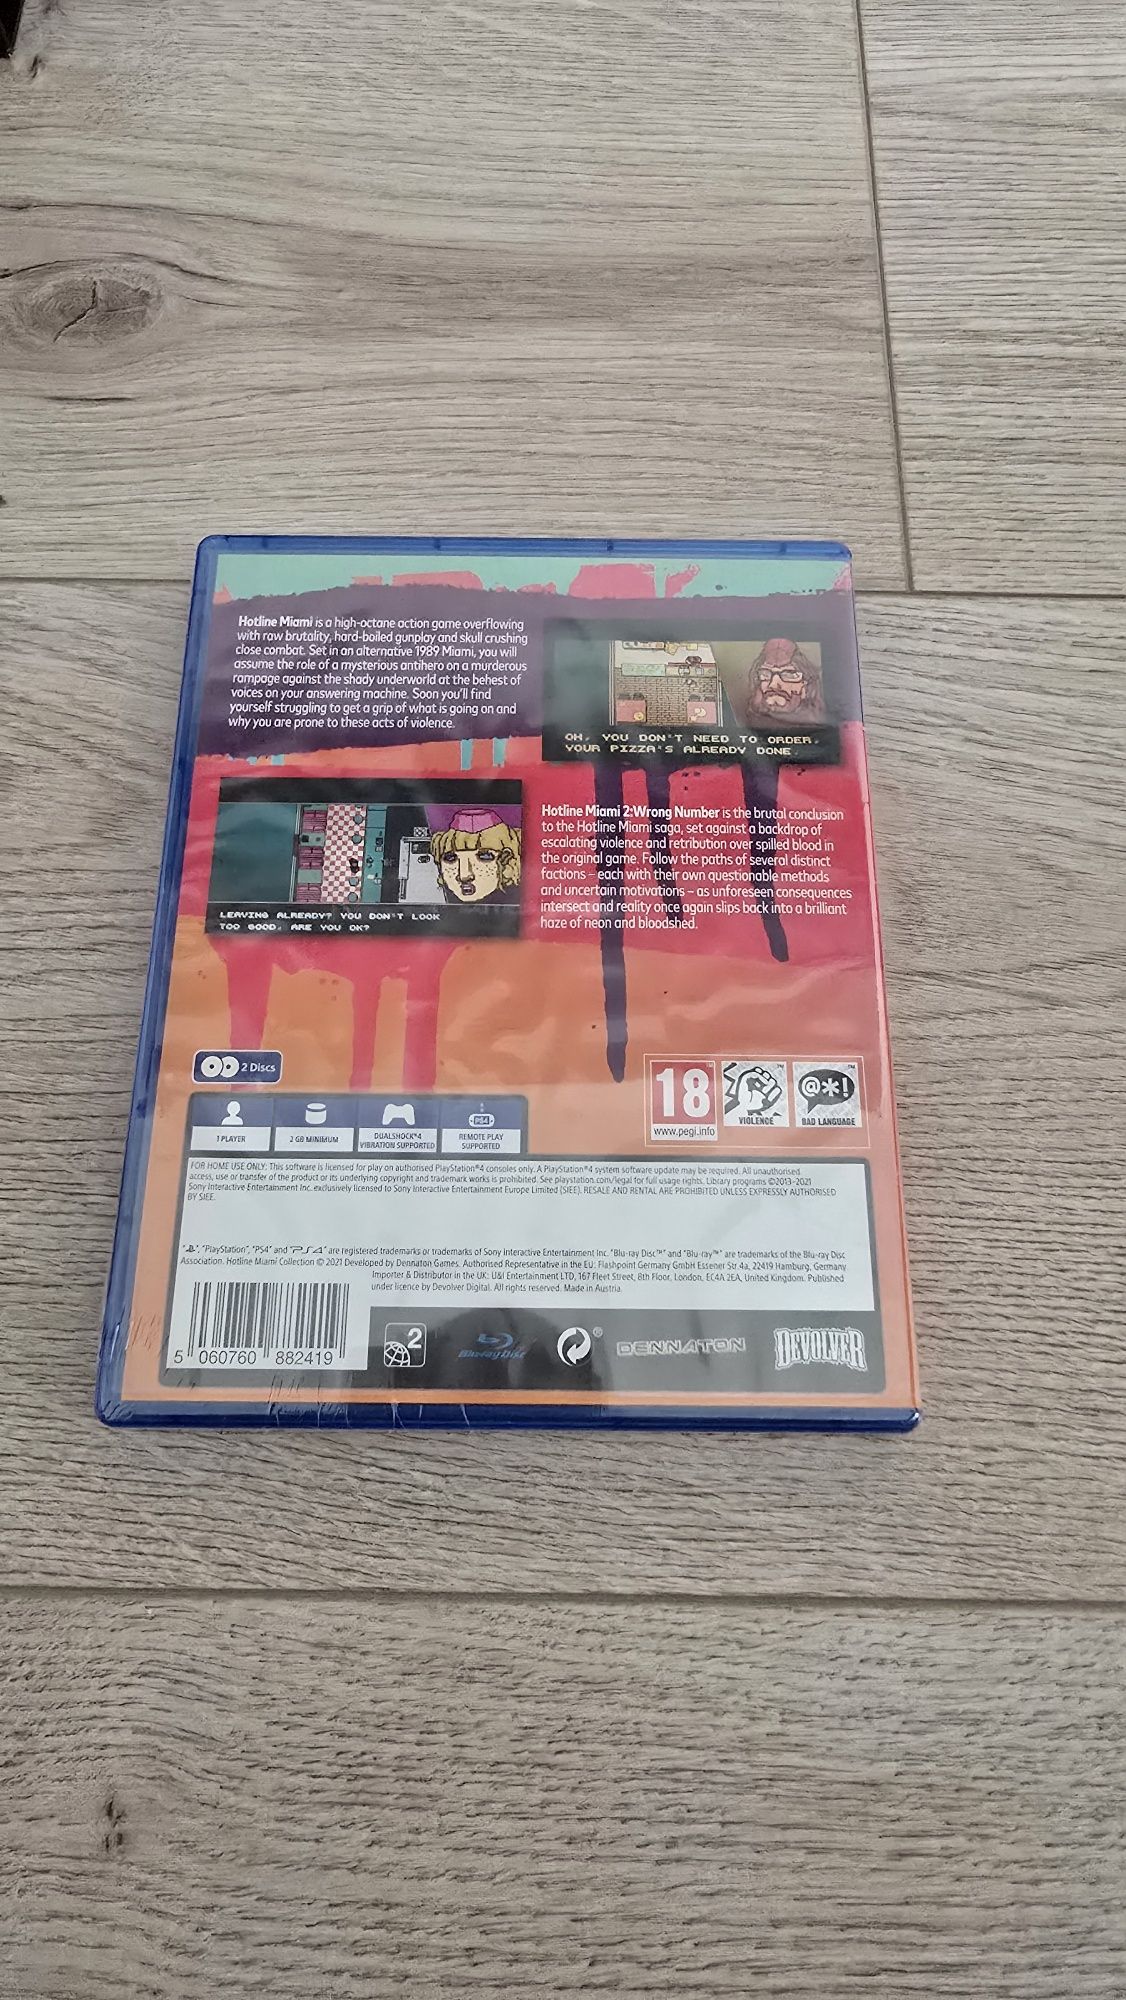 Hotline Miami is a high-octane action game overflowing
with raw brutality, hard-boiled gunplay and skull crushing
close combat. Set in an alternative 1989 Miami, you will
assume the role of a mysterious antihero on a murderous
rampage against the shady underworld at the behest of
voices on your answering machine. Soon you'll find
yourself struggling to get a grip of what is going on and
why you are prone to these acts of violence.
OH, YOU DON'T NEED TO ORDER.
YOUR PIZZA'S ALREADY DONE.
Hotline Miami 2:Wrong Number is the brutal conclusion
to the Hotline Miami saga, set against a backdrop of
escalating violence and retribution over spilled blood in
the original game. Follow the paths of several distinct
factions – each with their own questionable methods
and uncertain motivations – as unforeseen consequences
intersect and reality once again slips back into a brilliant
haze of neon and bloodshed.
LEAVING ALREADY? YOU DON'T LOOK
TOO GOOD. ARE YOU OK?
2 Discs
1 PLAYER
2 GB MINIMUM
DUALSHOCK®4
VIBRATION SUPPORTED
PS4
REMOTE PLAY
SUPPORTED
18
www.pegi.info
VIOLENCE
@*!
BAD LANGUAGE
FOR HOME USE ONLY: This software is licensed for play on authorised PlayStation®4 consoles only. A PlayStation®4 system software update may be required. All unauthorised
access, use or transfer of the product or its underlying copyright and trademark works is prohibited. See playstation.com/legal for full usage rights. Library programs ©2013-2021
Sony Interactive Entertainment Inc. exclusively licensed to Sony Interactive Entertainment Europe Limited (SIEE). RESALE AND RENTAL ARE PROHIBITED UNLESS EXPRESSLY AUTHORISED
BY SIEE.
"PlayStation", "PS4" and "PS4" are registered trademarks or trademarks of Sony Interactive Entertainment Inc. "Blu-ray Disc™" and "Blu-ray™" are trademarks of the Blu-ray Disc
Association. Hotline Miami Collection © 2021 Developed by Dennaton Games. Authorised Representative in the EU: Flashpoint Germany GmbH Essener Str.4a, 22419 Hamburg, Germany
Importer & Distributor in the UK: U&I Entertainment LTD, 167 Fleet Street, 8th Floor, London, EC4A 2EA, United Kingdom. Published
under licence by Devolver Digital. All rights reserved. Made in Austria.
5 060760 882419
2
Blu-ray Disc
®
DENNATON
DEVOLVER